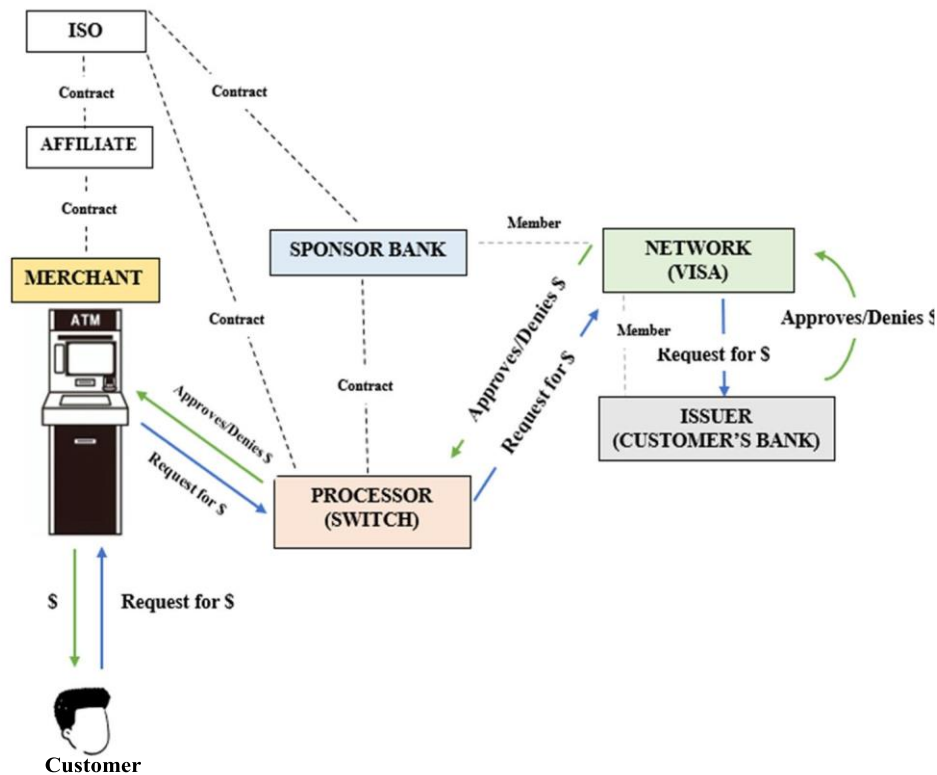 ISO
Contract
Contract
AFFILIATE
Contract
Member
SPONSOR BANK
NETWORK
(VISA)
MERCHANT
ATM
Contract
Approves/Denies $
Request for $
Member
Request for $
Approves/Denies $
Contract
Approves/Denies $
Request for $
ISSUER
(CUSTOMER'S BANK)
PROCESSOR
(SWITCH)
$
Request for $
Customer